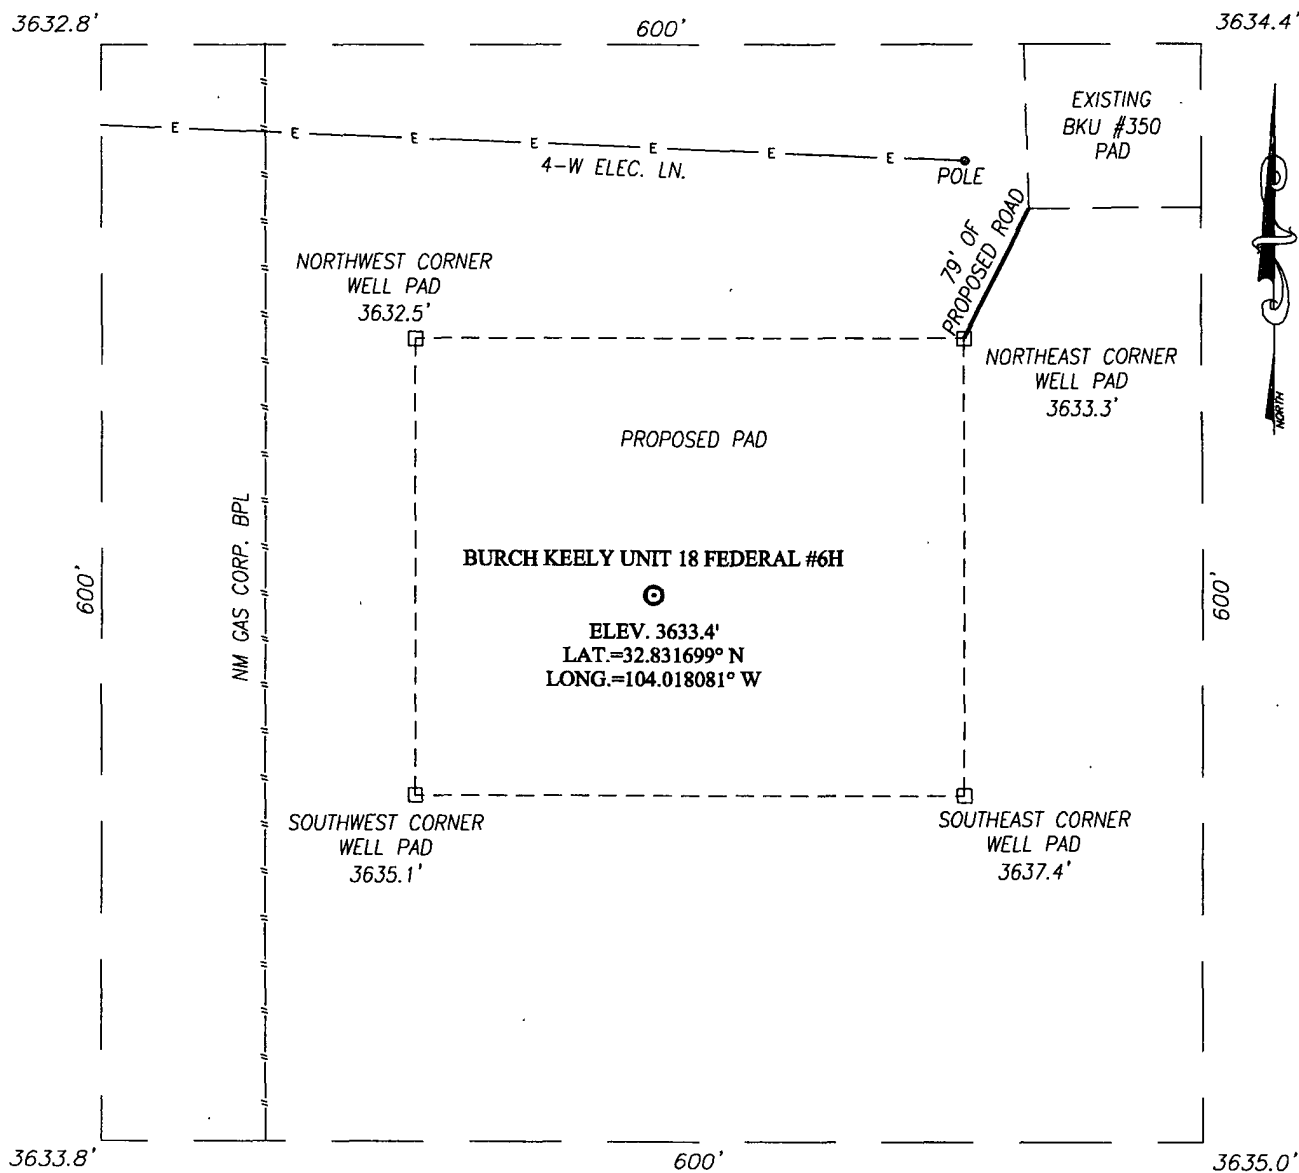 3632.8'
600'
3634.4'
EXISTING
BKU #350
PAD
E E E E E E E
4-W ELEC. LN.
POLE
79' OF
PROPOSED ROAD
NORTHWEST CORNER
WELL PAD
3632.5'
NORTHEAST CORNER
WELL PAD
3633.3'
NORTH
PROPOSED PAD
NM GAS CORP. BPL
BURCH KEELY UNIT 18 FEDERAL #6H
600'
600'
ELEV. 3633.4'
LAT.=32.831699° N
LONG.=104.018081° W
SOUTHWEST CORNER
WELL PAD
3635.1'
SOUTHEAST CORNER
WELL PAD
3637.4'
3633.8'
600'
3635.0'